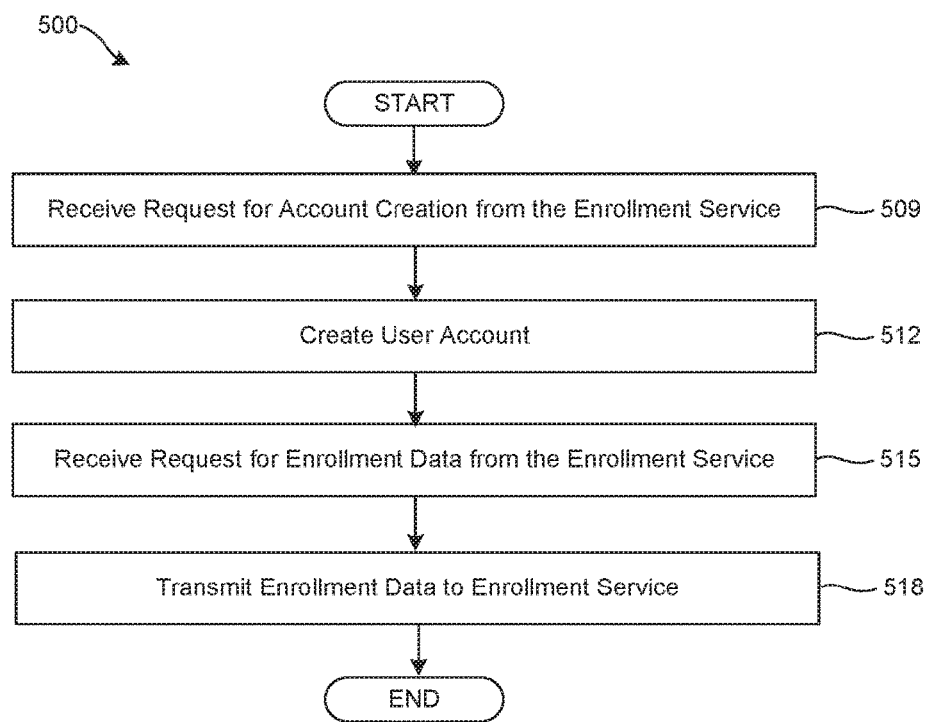 500
START
Receive Request for Account Creation from the Enrollment Service
509
Create User Account
512
Receive Request for Enrollment Data from the Enrollment Service
515
Transmit Enrollment Data to Enrollment Service
518
END